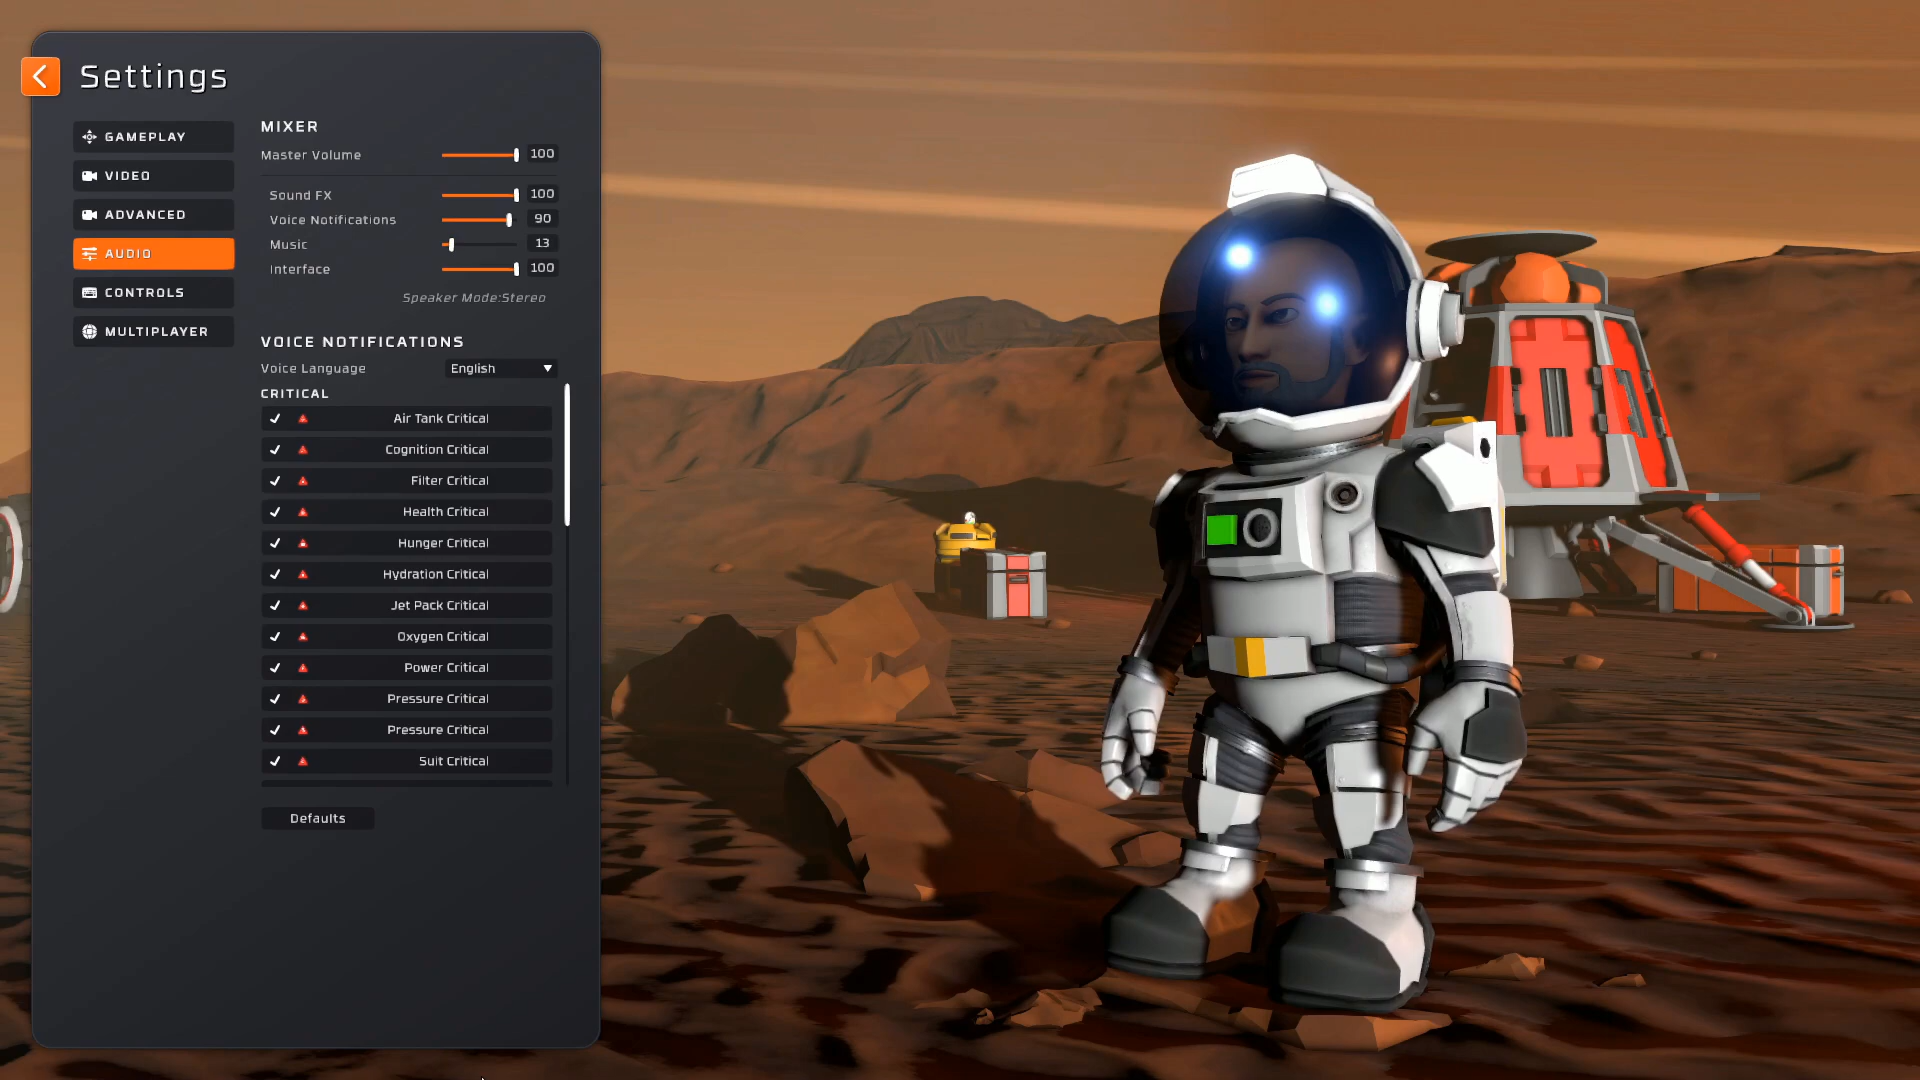 Settings
GAMEPLAY
VIDEO
ADVANCED
AUDIO
CONTROLS
MULTIPLAYER
MIXER
Master Volume 100
Sound FX 100
Voice Notifications 90
Music 13
Interface 100
Speaker Mode:Stereo
VOICE NOTIFICATIONS
Voice Language English
CRITICAL
Air Tank Critical
Cognition Critical
Filter Critical
Health Critical
Hunger Critical
Hydration Critical
Jet Pack Critical
Oxygen Critical
Power Critical
Pressure Critical
Pressure Critical
Suit Critical
Defaults